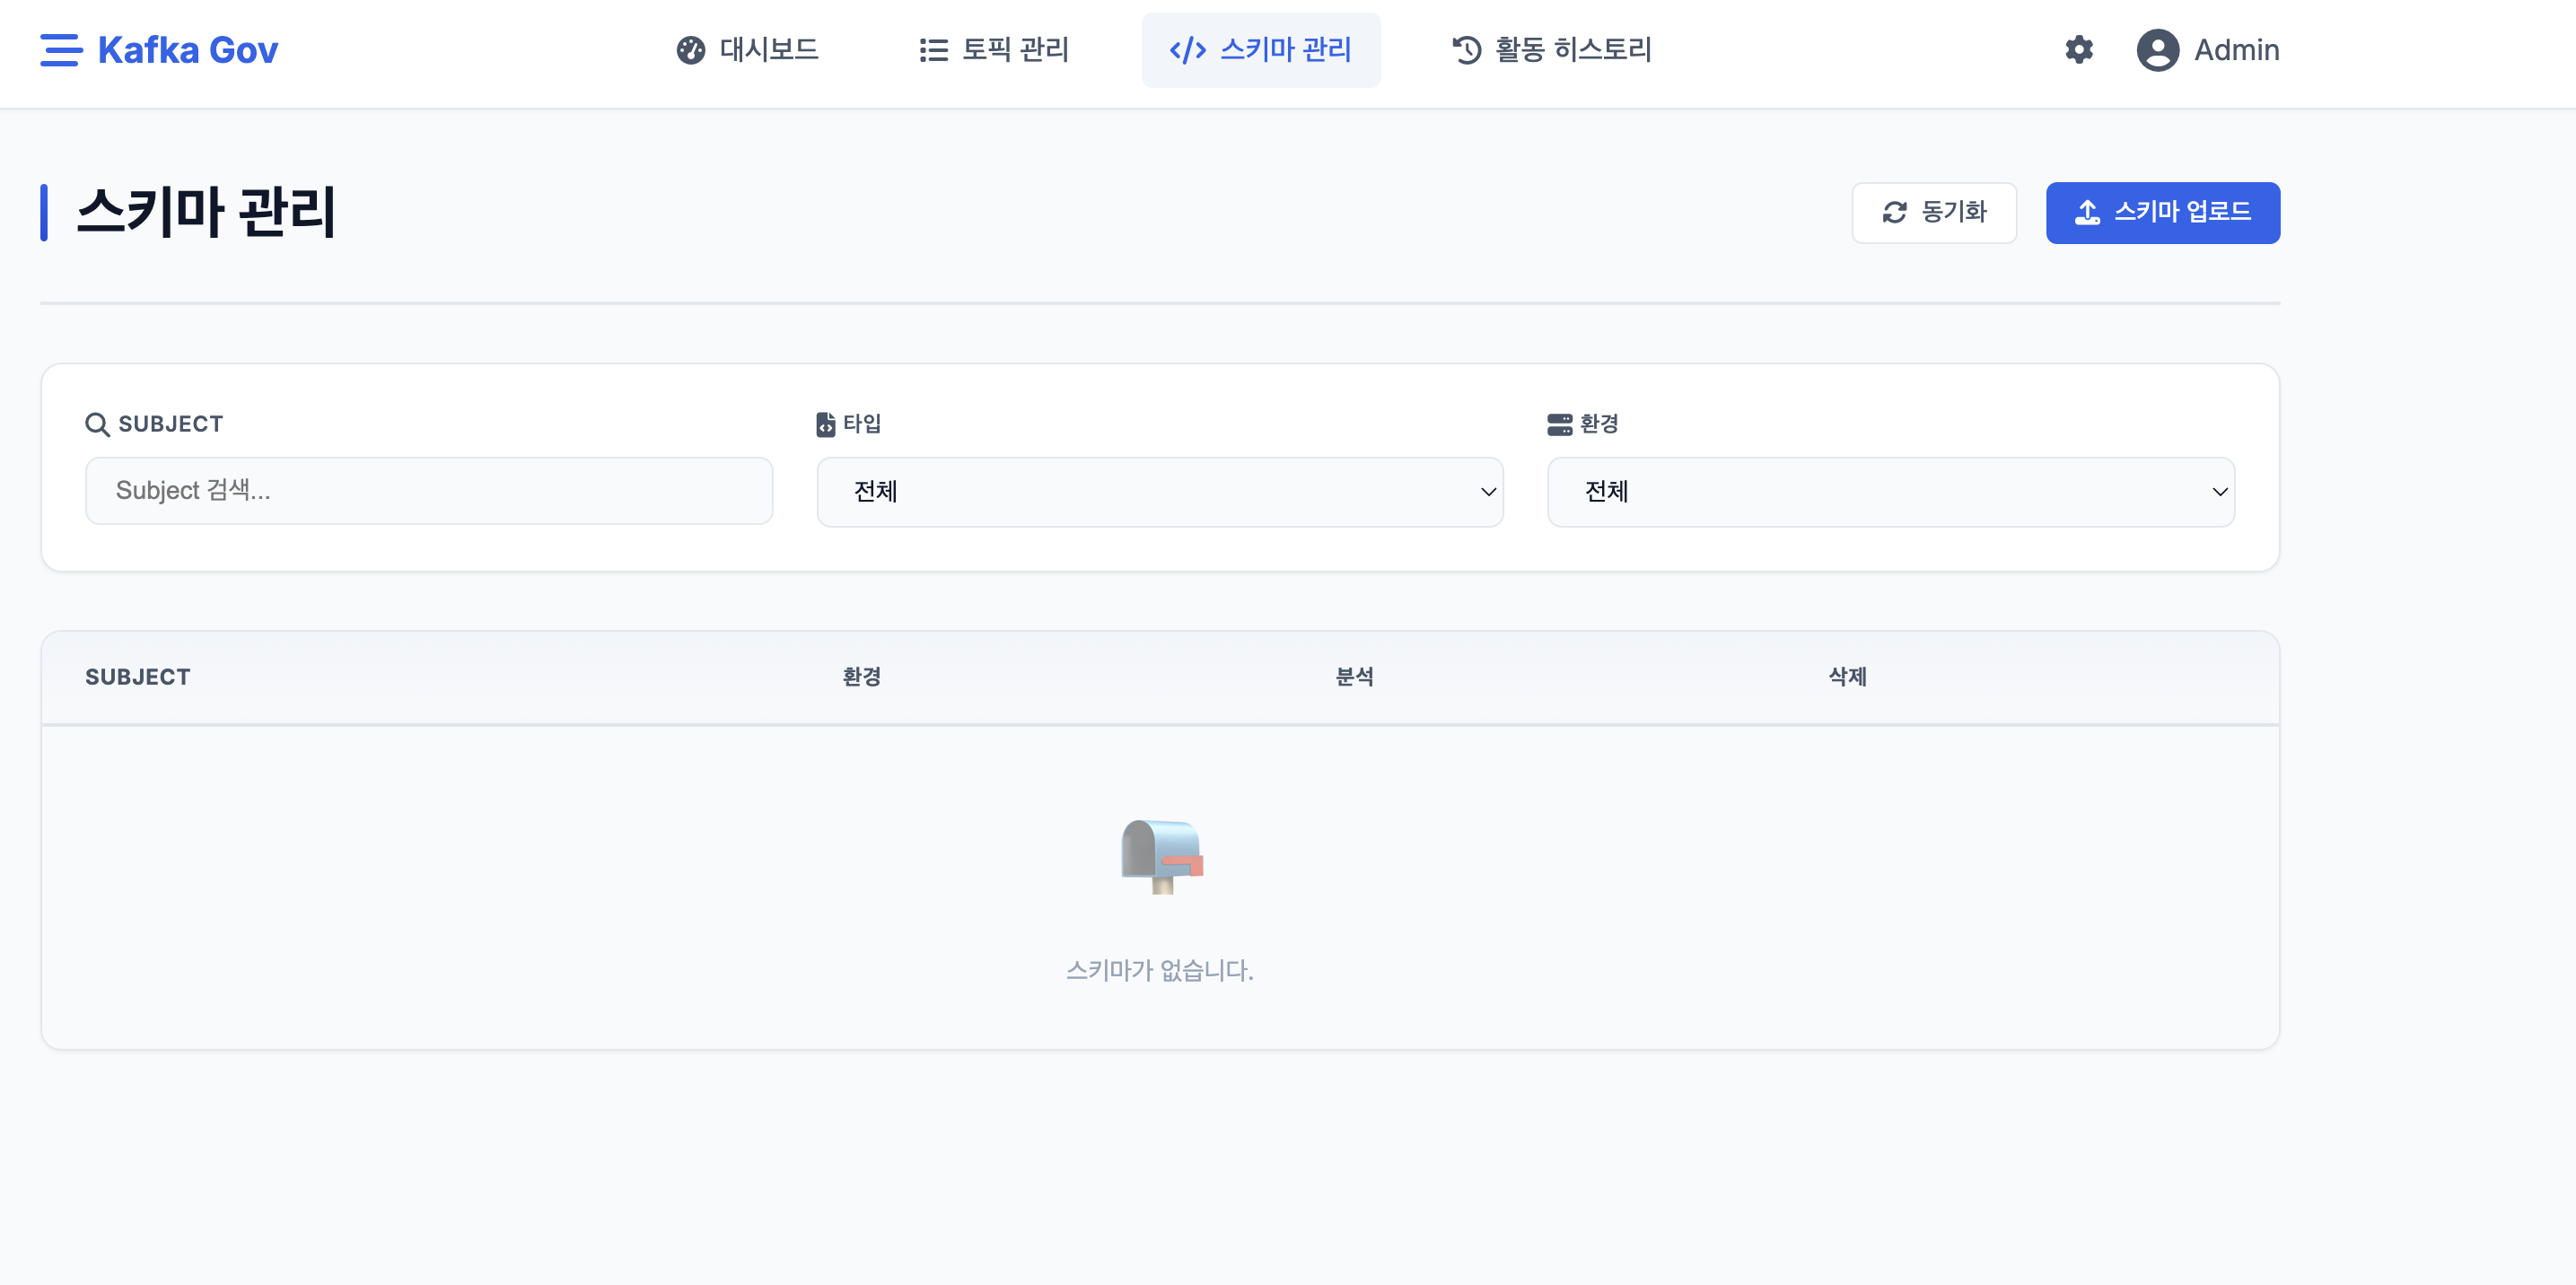 Kafka Gov
대시보드
토픽 관리
스키마 관리
활동 히스토리
Admin
스키마 관리
동기화
스키마 업로드
SUBJECT
타입
환경
Subject 검색...
전체
전체
SUBJECT
환경
분석
삭제
스키마가 없습니다.